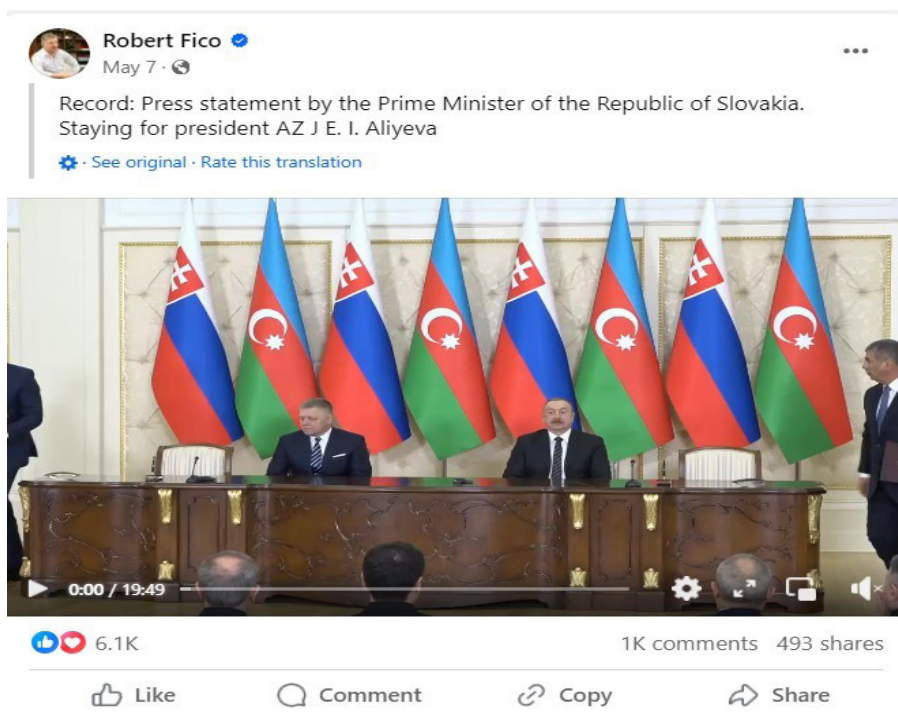 Robert Fico
May 7 ·
Record: Press statement by the Prime Minister of the Republic of Slovakia.
Staying for president AZ J E. I. Aliyeva
· See original · Rate this translation
0:00 / 19:49
6.1K
1K comments 493 shares
Like Comment Copy Share